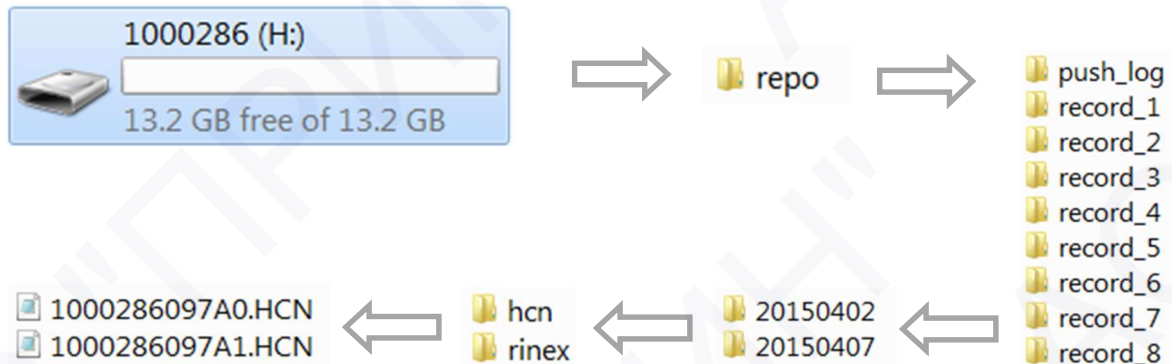 1000286 (H:)
13.2 GB free of 13.2 GB
repo
push_log
record_1
record_2
record_3
record_4
record_5
record_6
record_7
record_8
20150402
20150407
hcn
rinex
1000286097A0.HCN
1000286097A1.HCN